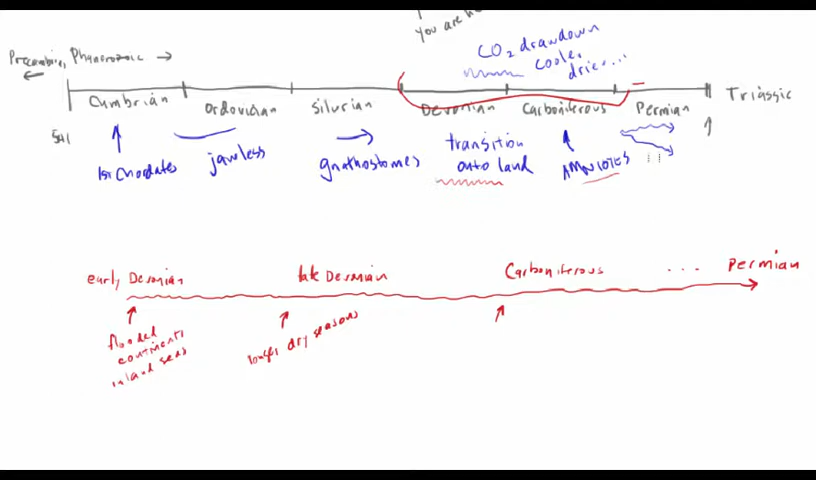 you are
CO2 drawdown
cooler
drier...
Precambrian, Phanerozoic →
←
Cambrian
Ordovician
Silurian
Devonian
Carboniferous
Permian
Triassic
541
1st chordates
jawless
gnathostomes
transition
onto land
AMNIOTES
early Devonian
late Devonian
Carboniferous
...
Permian
flooded
continents
inland seas
longer dry seasons